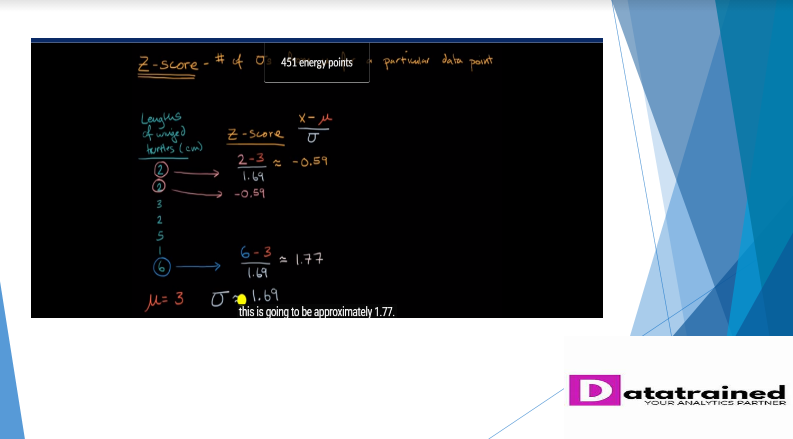 Z-score - # of σ particular data point
451 energy points
Lengths
of winged
turtles (cm)
Z-score
x-μ
σ
2
2-3
1.69
≈ -0.59
2
-0.59
3
2
5
1
6
6-3
1.69
≈ 1.77
μ= 3
σ ≈ 1.69
this is going to be approximately 1.77.
Datatrained
YOUR ANALYTICS PARTNER